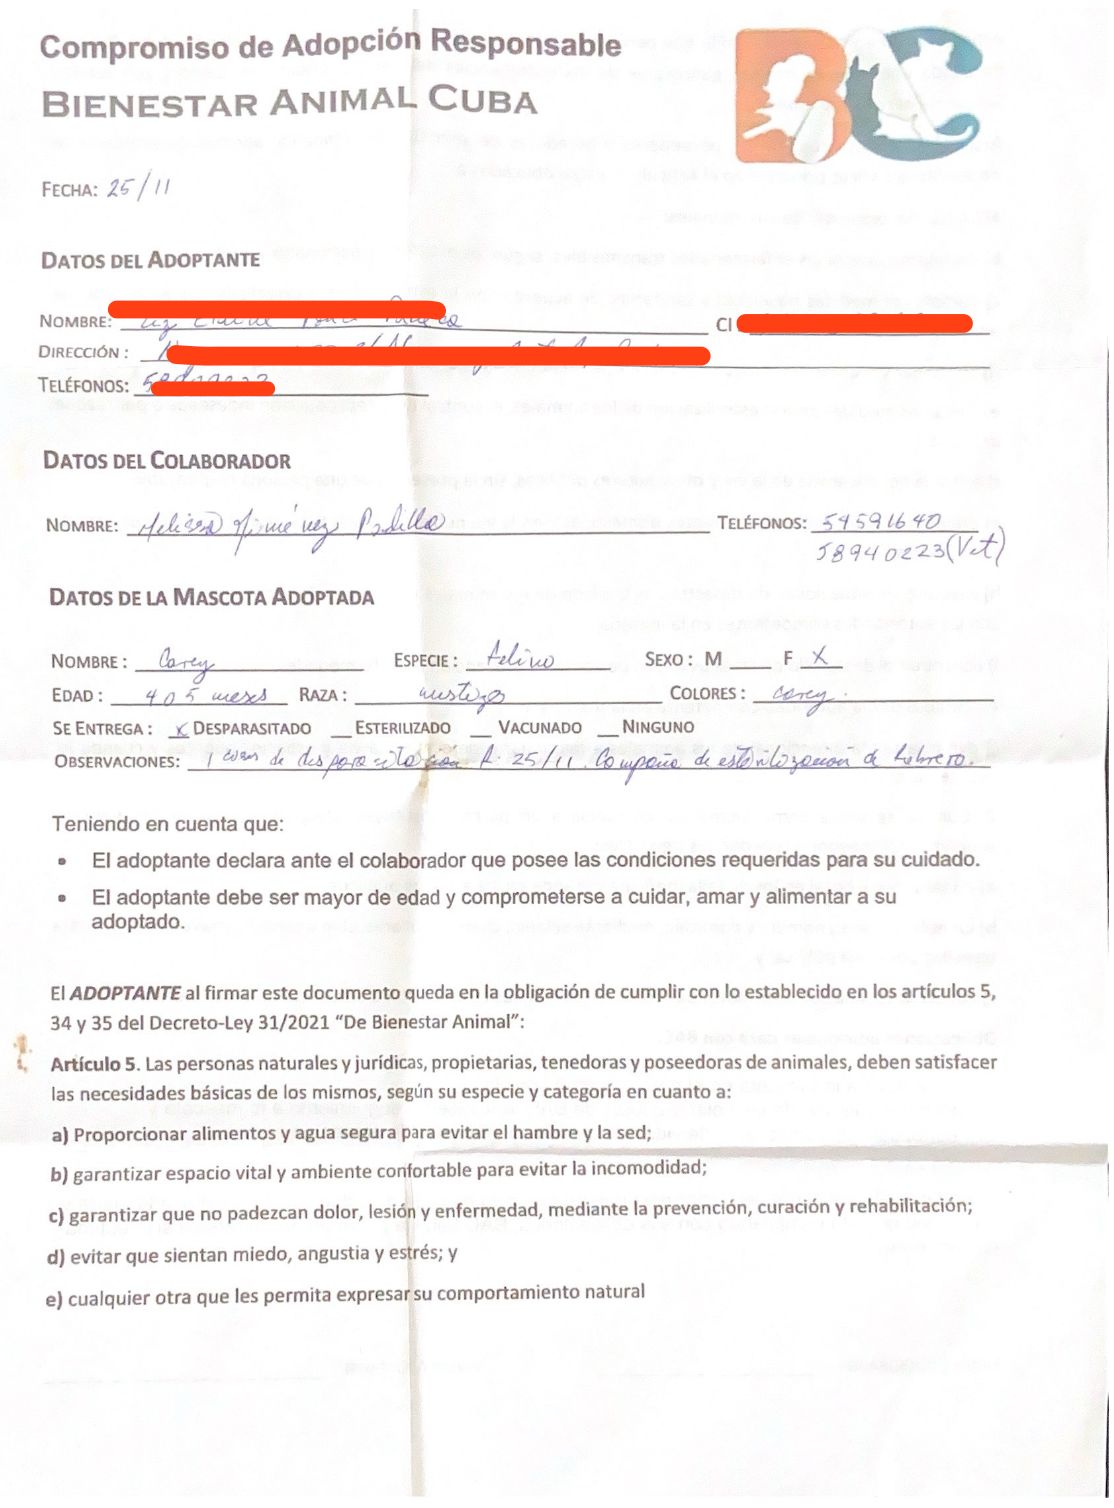 Compromiso de Adopción Responsable
BIENESTAR ANIMAL CUBA
BC
FECHA: 25/11
DATOS DEL ADOPTANTE
NOMBRE:
CI
DIRECCIÓN :
TELÉFONOS:
DATOS DEL COLABORADOR
NOMBRE: Melissa Jiménez Padilla TELÉFONOS: 54591640
58940223 (Vet)
DATOS DE LA MASCOTA ADOPTADA
NOMBRE : Carey ESPECIE : felino SEXO : M F X
EDAD : 4 o 5 meses RAZA : mestizo COLORES : carey.
SE ENTREGA : X DESPARASITADO __ ESTERILIZADO __ VACUNADO __ NINGUNO
OBSERVACIONES: 1 de desparasitación 25/11. Campaña de esterilización de febrero.
Teniendo en cuenta que:
• El adoptante declara ante el colaborador que posee las condiciones requeridas para su cuidado.
• El adoptante debe ser mayor de edad y comprometerse a cuidar, amar y alimentar a su
adoptado.
El ADOPTANTE al firmar este documento queda en la obligación de cumplir con lo establecido en los artículos 5,
34 y 35 del Decreto-Ley 31/2021 “De Bienestar Animal”:
Artículo 5. Las personas naturales y jurídicas, propietarias, tenedoras y poseedoras de animales, deben satisfacer
las necesidades básicas de los mismos, según su especie y categoría en cuanto a:
a) Proporcionar alimentos y agua segura para evitar el hambre y la sed;
b) garantizar espacio vital y ambiente confortable para evitar la incomodidad;
c) garantizar que no padezcan dolor, lesión y enfermedad, mediante la prevención, curación y rehabilitación;
d) evitar que sientan miedo, angustia y estrés; y
e) cualquier otra que les permita expresar su comportamiento natural